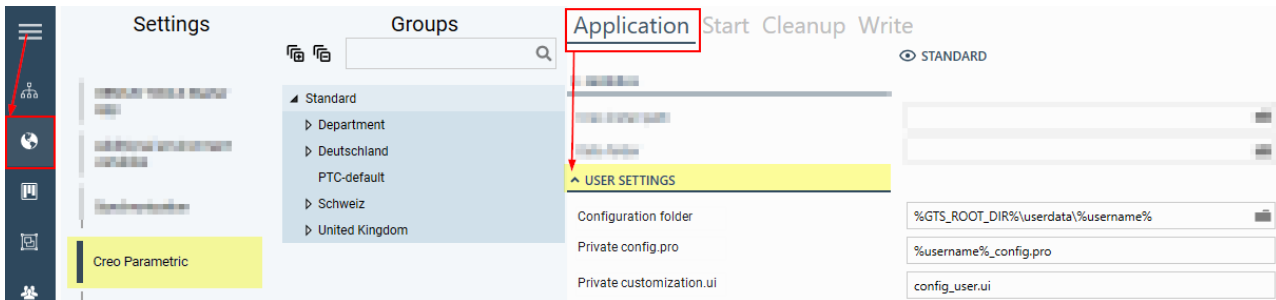 Settings
Groups
Application Start Cleanup Write
STANDARD
Standard
Department
Deutschland
PTC-default
Schweiz
United Kingdom
Creo Parametric
USER SETTINGS
Configuration folder
%GTS_ROOT_DIR%\userdata\%username%
Private config.pro
%username%_config.pro
Private customization.ui
config_user.ui